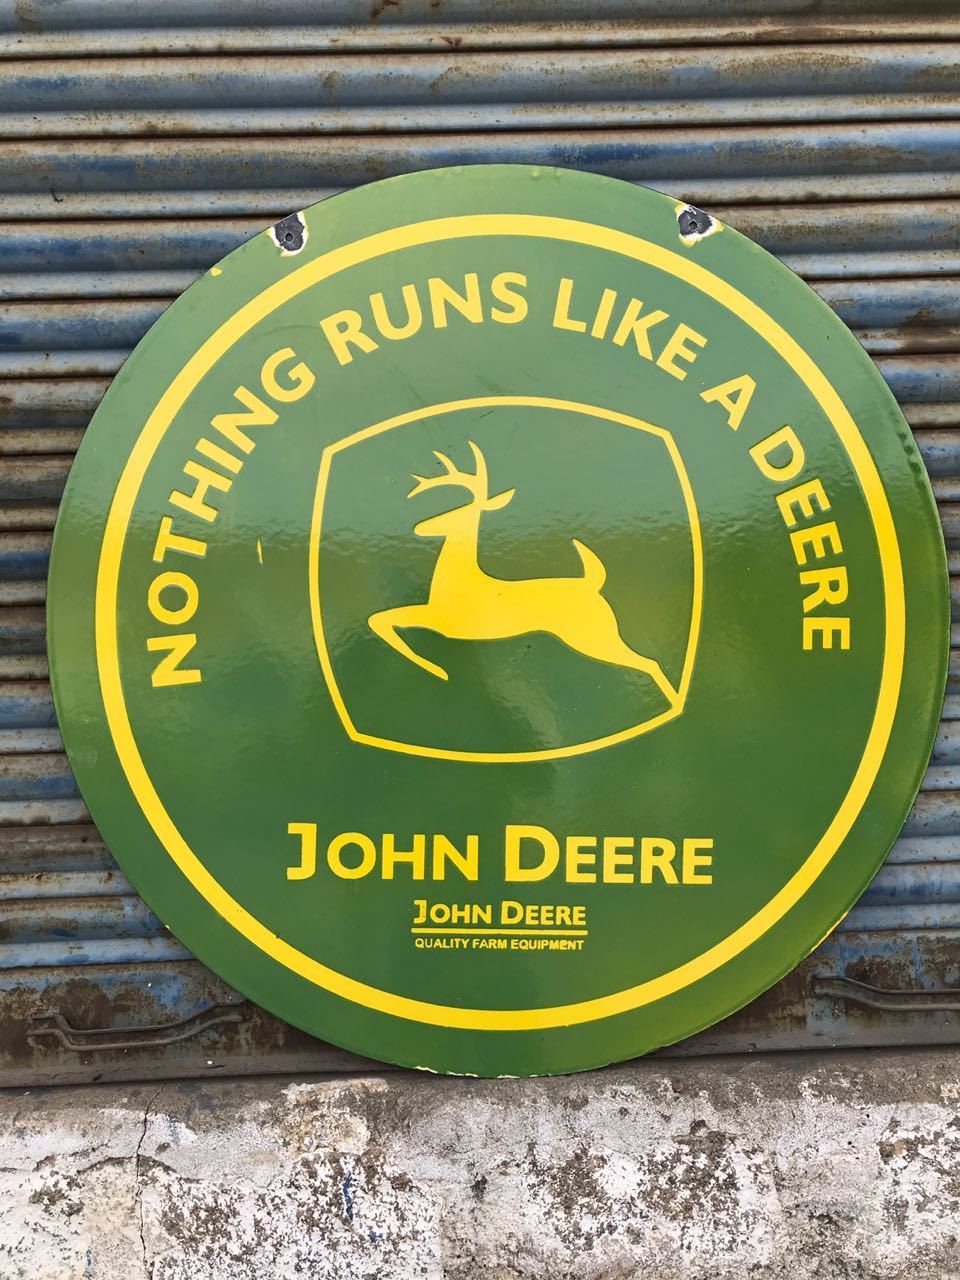 NOTHING RUNS LIKE A DEERE
JOHN DEERE
JOHN DEERE
QUALITY FARM EQUIPMENT